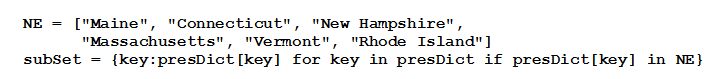 NE = ["Maine", "Connecticut", "New Hampshire",
"Massachusetts", "Vermont", "Rhode Island"]
subSet = {key:presDict[key] for key in presDict if presDict[key] in NE}